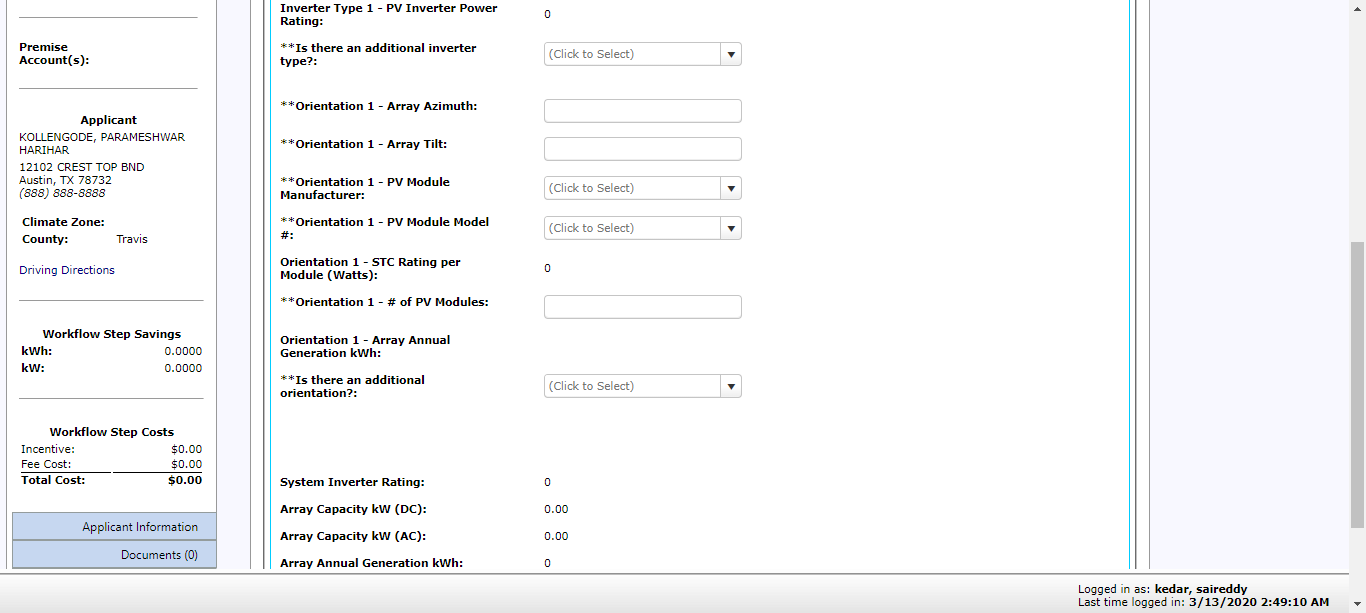 Premise
Account(s):
Applicant
KOLLENGODE, PARAMESHWAR
HARIHAR
12102 CREST TOP BND
Austin, TX 78732
(888) 888-8888
Climate Zone:
County: Travis
Driving Directions
Workflow Step Savings
kWh: 0.0000
kW: 0.0000
Workflow Step Costs
Incentive: $0.00
Fee Cost: $0.00
Total Cost: $0.00
Applicant Information
Documents (0)
Inverter Type 1 - PV Inverter Power
Rating:
0
**Is there an additional inverter
type?:
(Click to Select)
**Orientation 1 - Array Azimuth:
**Orientation 1 - Array Tilt:
**Orientation 1 - PV Module
Manufacturer:
(Click to Select)
**Orientation 1 - PV Module Model
#:
(Click to Select)
Orientation 1 - STC Rating per
Module (Watts):
0
**Orientation 1 - # of PV Modules:
Orientation 1 - Array Annual
Generation kWh:
**Is there an additional
orientation?:
(Click to Select)
System Inverter Rating: 0
Array Capacity kW (DC): 0.00
Array Capacity kW (AC): 0.00
Array Annual Generation kWh: 0
Logged in as: kedar, saireddy
Last time logged in: 3/13/2020 2:49:10 AM